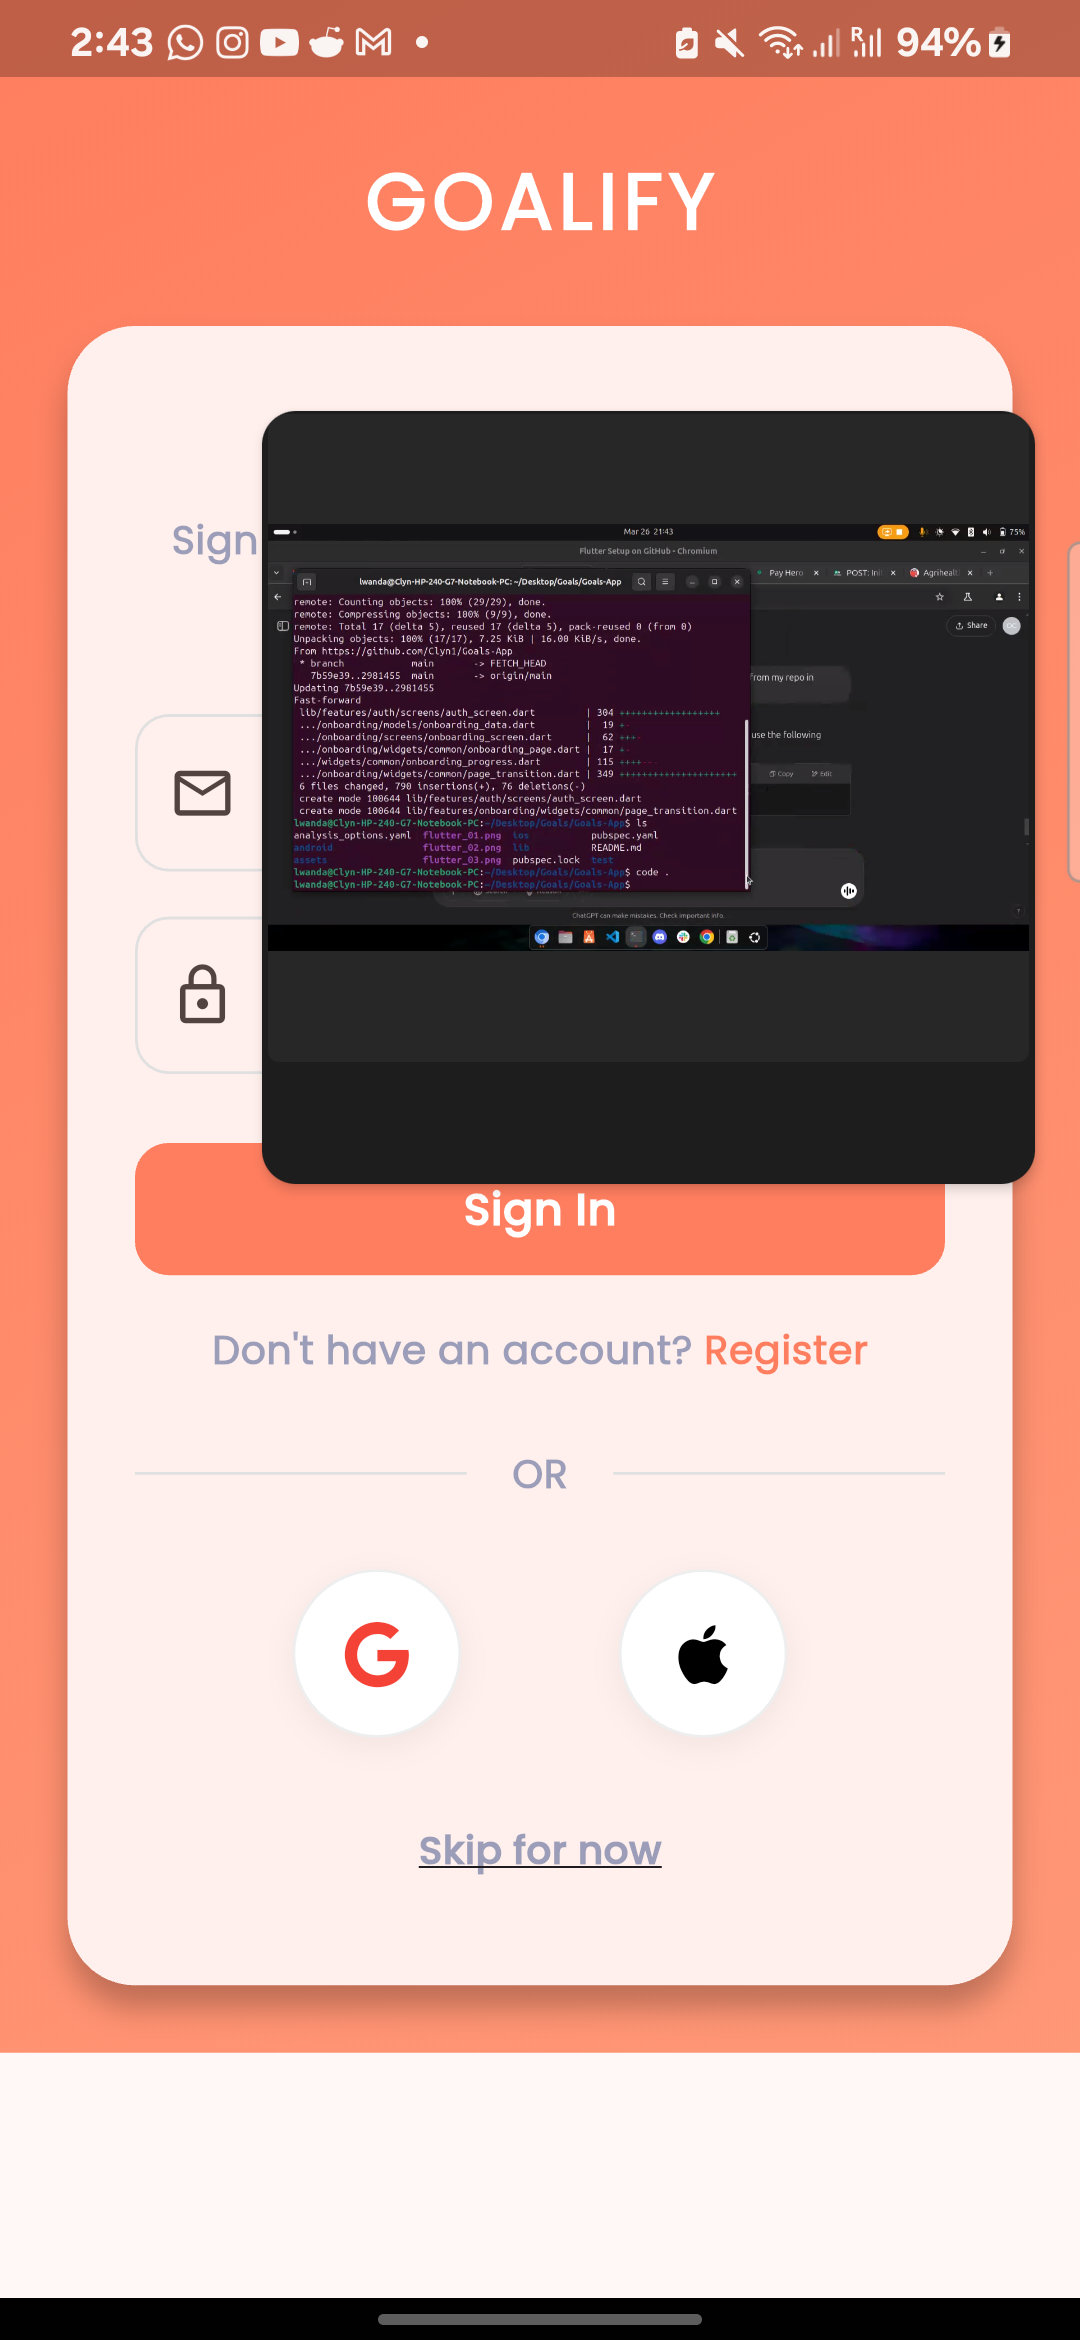 2:43 94%
GOALIFY
Sign
Mar 26 21:43 75%
Flutter Setup on GitHub - Chromium
lwanda@Clyn-HP-240-G7-Notebook-PC: ~/Desktop/Goals/Goals-App
Pay Hero POST: Ini Agriheal
Share
remote: Counting objects: 100% (29/29), done.
remote: Compressing objects: 100% (9/9), done.
remote: Total 17 (delta 5), reused 17 (delta 5), pack-reused 0 (from 0)
Unpacking objects: 100% (17/17), 7.25 KiB | 16.00 KiB/s, done.
From https://github.com/Clyn1/Goals-App
* branch main -> FETCH_HEAD
7b59e39..2981455 main -> origin/main
Updating 7b59e39..2981455
Fast-forward
lib/features/auth/screens/auth_screen.dart | 304 ++++++++++++++++++
.../onboarding/models/onboarding_data.dart | 19 +-
.../onboarding/screens/onboarding_screen.dart | 62 +++-
.../onboarding/widgets/common/onboarding_page.dart | 17 +-
.../widgets/common/onboarding_progress.dart | 115 ++++---
.../onboarding/widgets/common/page_transition.dart | 349 +++++++++++++++++++++
6 files changed, 790 insertions(+), 76 deletions(-)
create mode 100644 lib/features/auth/screens/auth_screen.dart
create mode 100644 lib/features/onboarding/widgets/common/page_transition.dart
lwanda@Clyn-HP-240-G7-Notebook-PC:~/Desktop/Goals/Goals-App$ ls
analysis_options.yaml flutter_01.png ios pubspec.yaml
android flutter_02.png lib README.md
assets flutter_03.png pubspec.lock test
lwanda@Clyn-HP-240-G7-Notebook-PC:~/Desktop/Goals/Goals-App$ code .
lwanda@Clyn-HP-240-G7-Notebook-PC:~/Desktop/Goals/Goals-App$
from my repo in
use the following
Copy Edit
ChatGPT can make mistakes. Check important info.
Sign In
Don't have an account? Register
OR
Skip for now